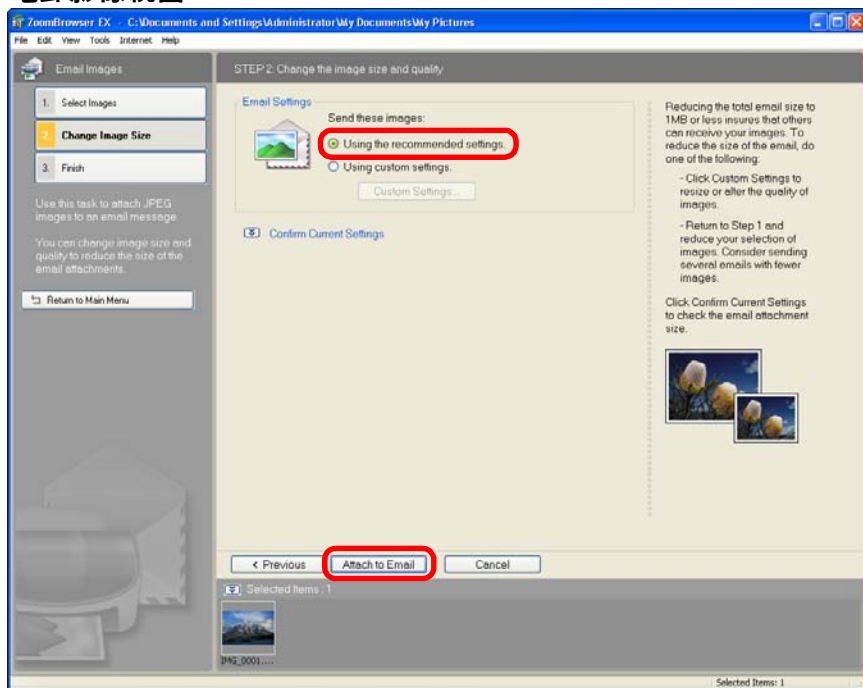 ZoomBrowser EX - C:\Documents and Settings\Administrator\My Documents\My Pictures
File Edit View Tools Internet Help
Email Images
1. Select Images
2. Change Image Size
3. Finish
Use this task to attach JPEG
images to an email message.
You can change image size and
quality to reduce the size of the
email attachments.
Return to Main Menu
STEP 2: Change the image size and quality
Email Settings
Send these images:
Using the recommended settings.
Using custom settings.
Custom Settings...
Confirm Current Settings
Reducing the total email size to
1MB or less insures that others
can receive your images. To
reduce the size of the email, do
one of the following:
- Click Custom Settings to
resize or alter the quality of
images.
- Return to Step 1 and
reduce your selection of
images. Consider sending
several emails with fewer
images.
Click Confirm Current Settings
to check the email attachment
size.
< Previous Attach to Email Cancel
Selected Items : 1
IMG_0001....
Selected Items: 1